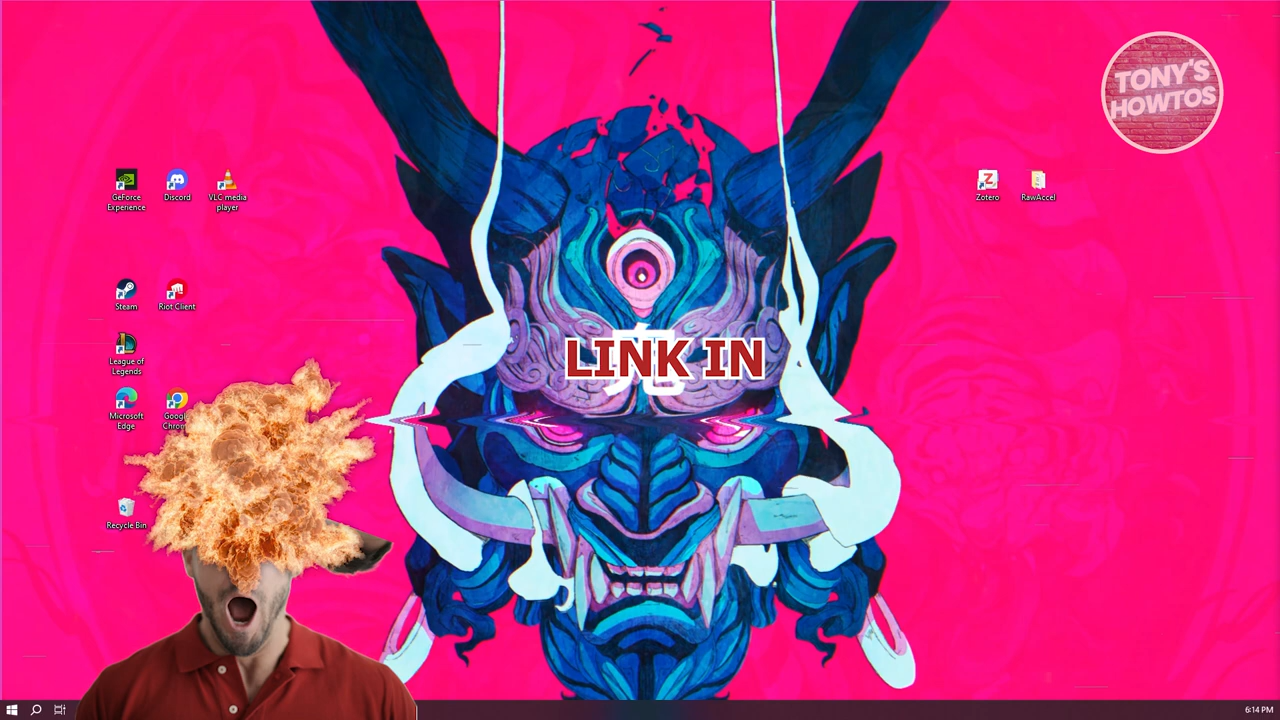 TONY'S
HOWTOS
GeForce
Experience
Discord
VLC media
player
Zotero
RawAccel
Steam
Riot Client
LINK IN
League of
Legends
Microsoft
Edge
Recycle Bin
6:14 PM